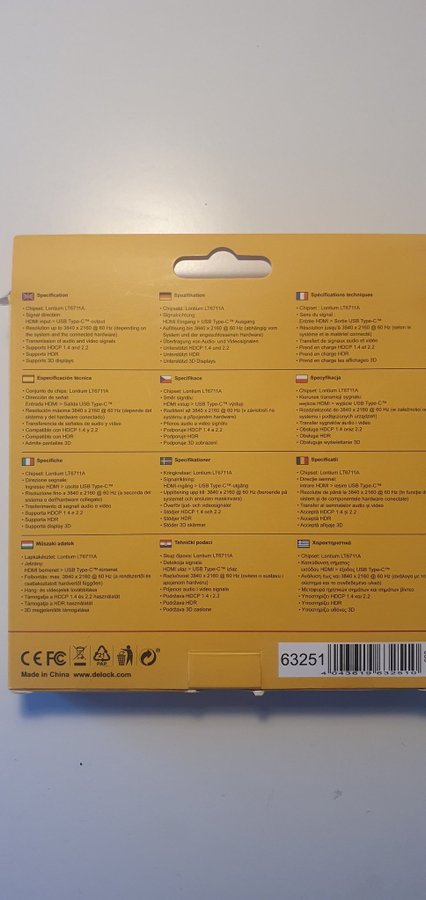 Specification
• Chipset: Lontium LT6711A
• Signal direction
HDMI input > USB Type-C™ output
• Resolution up to 3840 x 2160 @ 60 Hz (depending on
the system and the connected hardware)
• Transmission of audio and video signals
• Supports HDCP 1.4 and 2.2
• Supports HDR
• Supports 3D displays
Spezifikation
• Chipsatz: Lontium LT6711A
• Signalrichtung
HDMI Eingang > USB Type-C™ Ausgang
• Auflösung bis 3840 x 2160 @ 60 Hz (abhängig vom
System und der angeschlossenen Hardware)
• Übertragung von Audio- und Videosignalen
• Unterstützt HDCP 1.4 und 2.2
• Unterstützt HDR
• Unterstützt 3D Displays
Spécifications techniques
• Chipset: Lontium LT6711A
• Sens du signal
Entrée HDMI > Sortie USB Type-C™
• Résolution jusqu'à 3840 x 2160 @ 60 Hz (selon le
système et le matériel connecté)
• Transfert de signaux audio et vidéo
• Prend en charge HDCP 1.4 et 2.2
• Prend en charge HDR
• Prend en charge les affichages 3D
Especificación técnica
• Conjunto de chips: Lontium LT6711A
• Dirección de señal
Entrada HDMI > Salida USB Type-C™
• Resolución máxima 3840 x 2160 @ 60 Hz (depende del
sistema y del hardware conectado)
• Transferencia de señales de audio y vídeo
• Compatible con HDCP 1.4 y 2.2
• Compatible con HDR
• Admite pantallas 3D
Specifikace
• Chipset: Lontium LT6711A
• Směr signálu
HDMI vstup > USB Type-C™ výstup
• Rozlišení až 3840 x 2160 @ 60 Hz (v závislosti na
systému a připojeném hardware)
• Přenos audio a video signálu
• Podporuje HDCP 1.4 a 2.2
• Podporuje HDR
• Podporuje 3D zobrazení
Specyfikacja
• Chipset: Lontium LT6711A
• Kierunek transmisji sygnału
wejście HDMI > wyjście USB Type-C™
• Rozdzielczość do 3840 x 2160 @ 60 Hz (w zależności
systemu i podłączonych urządzeń)
• Transmisja sygnałów audio i wideo
• Obsługa HDCP 1.4 oraz 2.2
• Obsługa HDR
• Obsługuje wyświetlanie 3D
Specifiche
• Chipset: Lontium LT6711A
• Direzione segnale:
Ingresso HDMI > uscita USB Type-C™
• Risoluzione fino a 3840 x 2160 @ 60 Hz (a seconda del
sistema o dell'hardware collegato)
• Trasferimento di segnali audio e video
• Supporta HDCP 1.4 e 2.2
• Supporta HDR
• Supporta display 3D
Specifikationer
• Kringkretsar: Lontium LT6711A
• Signalriktning:
HDMI-ingång > USB Type-C™-utgång
• Upplösning upp till: 3840 x 2160 @ 60 Hz (beroende på
systemet och ansluten maskinvara)
• Överför ljud- och videosignaler
• Stödjer HDCP 1.4 och 2.2
• Stödjer HDR
• Stöder 3D skärmar
Specificații
• Chipset: Lontium LT6711A
• Direcție semnal:
intrare HDMI > ieșire USB Type-C™
• Rezoluție de până la 3840 x 2160 @ 60 Hz (în funcție d
sistem și de componentele hardware conectate)
• Transfer al semnalelor audio și video
• Acceptă HDCP 1.4 și 2.2
• Acceptă HDR
• Acceptă afișaje 3D
Műszaki adatok
• Lapkakészlet: Lontium LT6711A
• Jelirány:
HDMI bemenet > USB Type-C™-kimenet
• Felbontás: max. 3840 x 2160 @ 60 Hz (a rendszertől és
a csatlakoztatott hardvertől függően)
• Hang- és videojelek továbbítása
• Támogatja a HDCP 1.4 és 2.2 használatát
• Támogatja a HDR használatát
• 3D megjelenítők támogatása
Tehnički podaci
• Skup čipova: Lontium LT6711A
• Detekcija signala
HDMI ulaz > USB Type-C™ izlaz
• Razlučivost 3840 x 2160 @ 60 Hz (ovisno o sustavu i
spojenom hardveru)
• Prijenos audio i video signala
• Podržava HDCP 1.4 i 2.2
• Podržava HDR
• Podržava 3D zaslone
Χαρακτηριστικά
• Chipset: Lontium LT6711A
• Κατεύθυνση σήματος
είσοδος HDMI > έξοδος USB Type-C™
• Ανάλυση έως και: 3840 x 2160 @ 60 Hz (ανάλογα με το
σύστημα και το συνδεδεμένο υλικό)
• Μεταφορά ηχητικών σημάτων και σημάτων βίντεο
• Υποστηρίζει HDCP 1.4 και 2.2
• Υποστηρίζει HDR
• Υποστηρίζει οθόνες 3D
CE FC
21
PAP
Made in China www.delock.com
63251
4 043619 632510